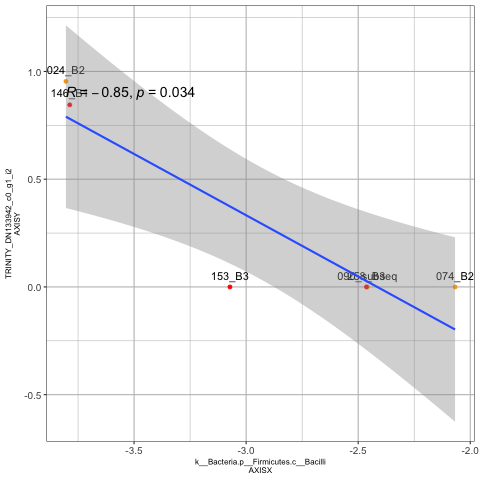 1.0
024_B2
R = −0.85, p = 0.034
0.5
153_B3
074_B2
0.0
-0.5
-3.5
-3.0
-2.5
-2.0
k__Bacteria.p__Firmicutes.c__Bacilli
AXISX
TRINITY_DN133942_c0_g1_i2
AXISY